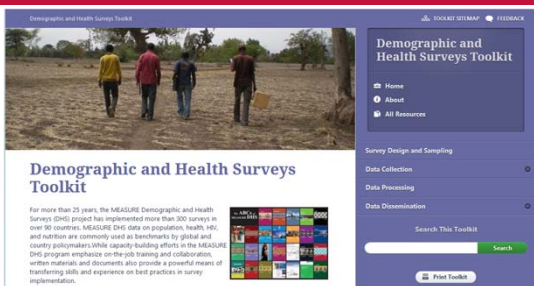 Demographic and Health Surveys Toolkit
TOOLKIT SITEMAP
FEEDBACK
Demographic and
Health Surveys Toolkit
Home
About
All Resources
Survey Design and Sampling
Data Collection
Data Processing
Data Dissemination
Search This Toolkit
Search
Print Toolkit
Demographic and Health Surveys
Toolkit
For more than 25 years, the MEASURE Demographic and Health
Surveys (DHS) project has implemented more than 300 surveys in
over 90 countries. MEASURE DHS data on population, health, HIV,
and nutrition are commonly used as benchmarks by global and
country policymakers.While capacity-building efforts in the MEASURE
DHS program emphasize on-the-job training and collaboration,
written materials and documents also provide a powerful means of
transferring skills and experience on best practices in survey
implementation.